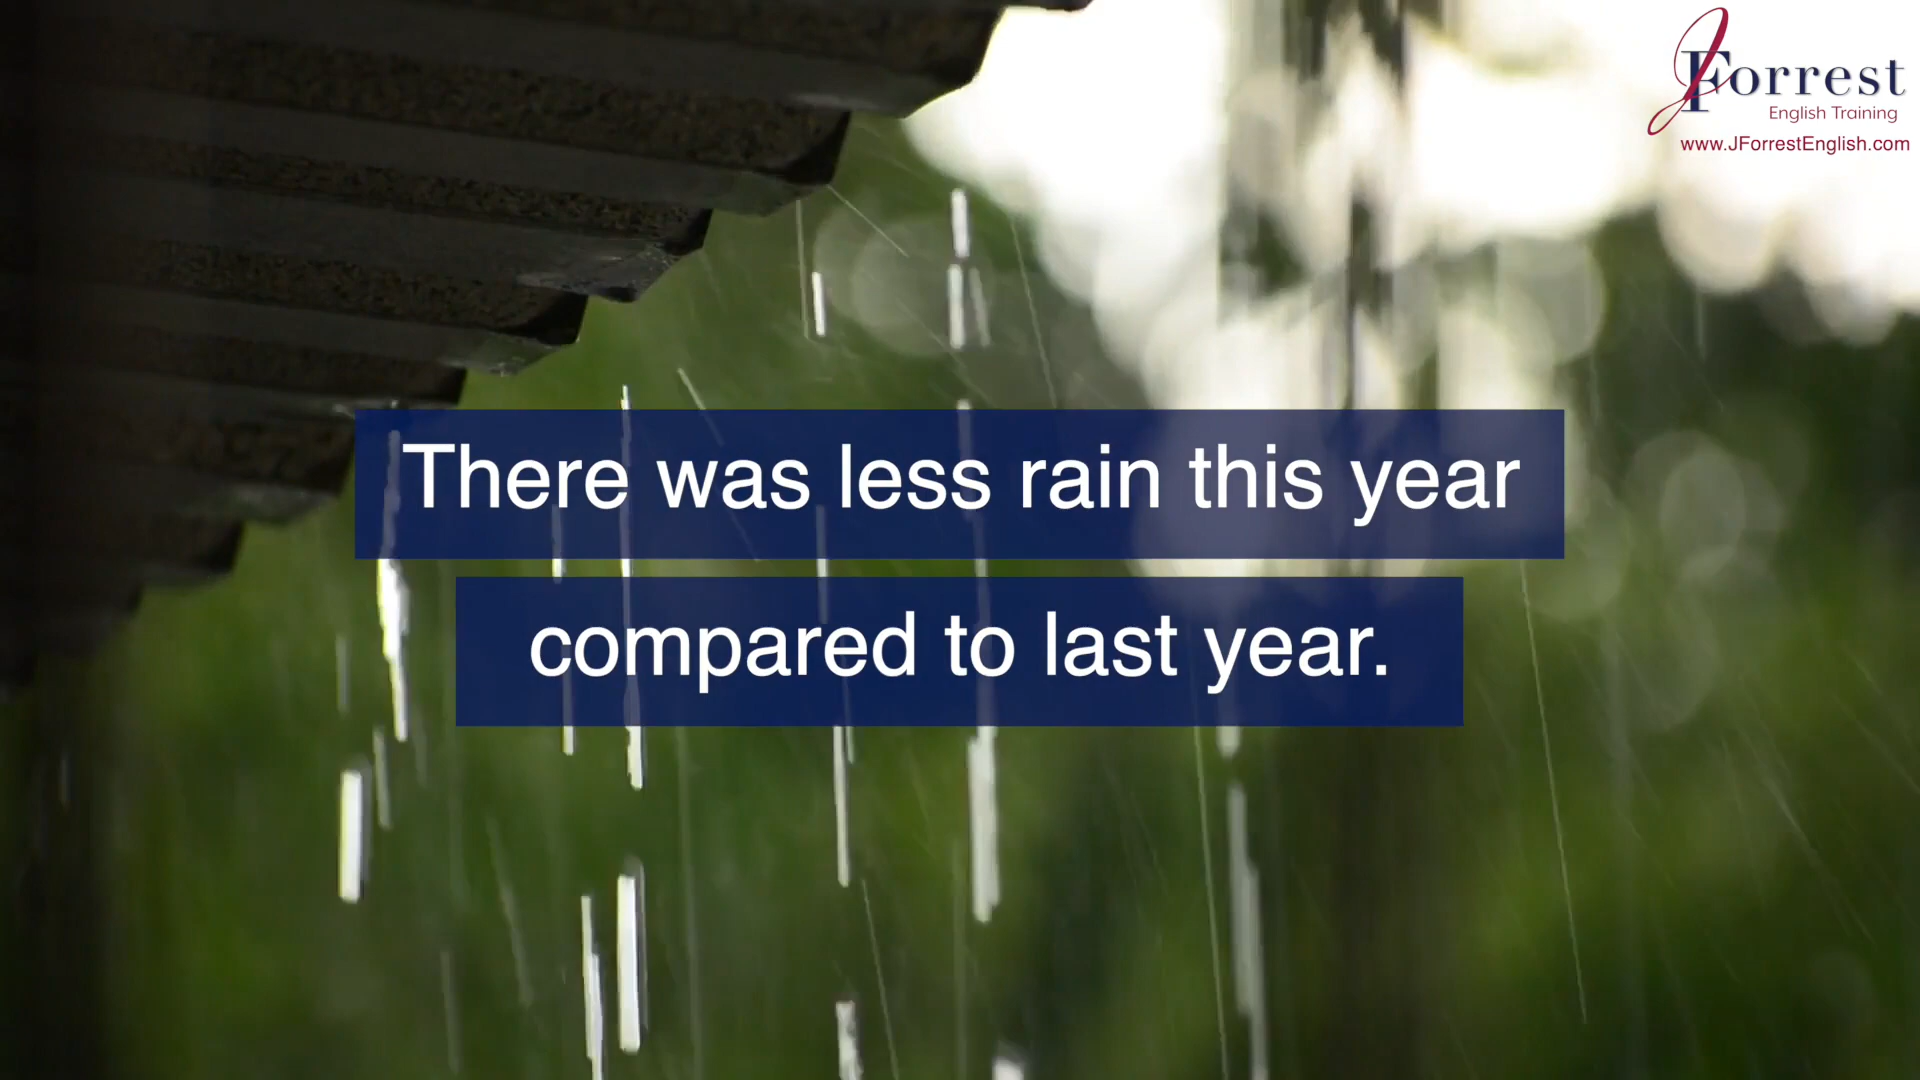 JForrest
English Training
www.JForrestEnglish.com
There was less rain this year
compared to last year.